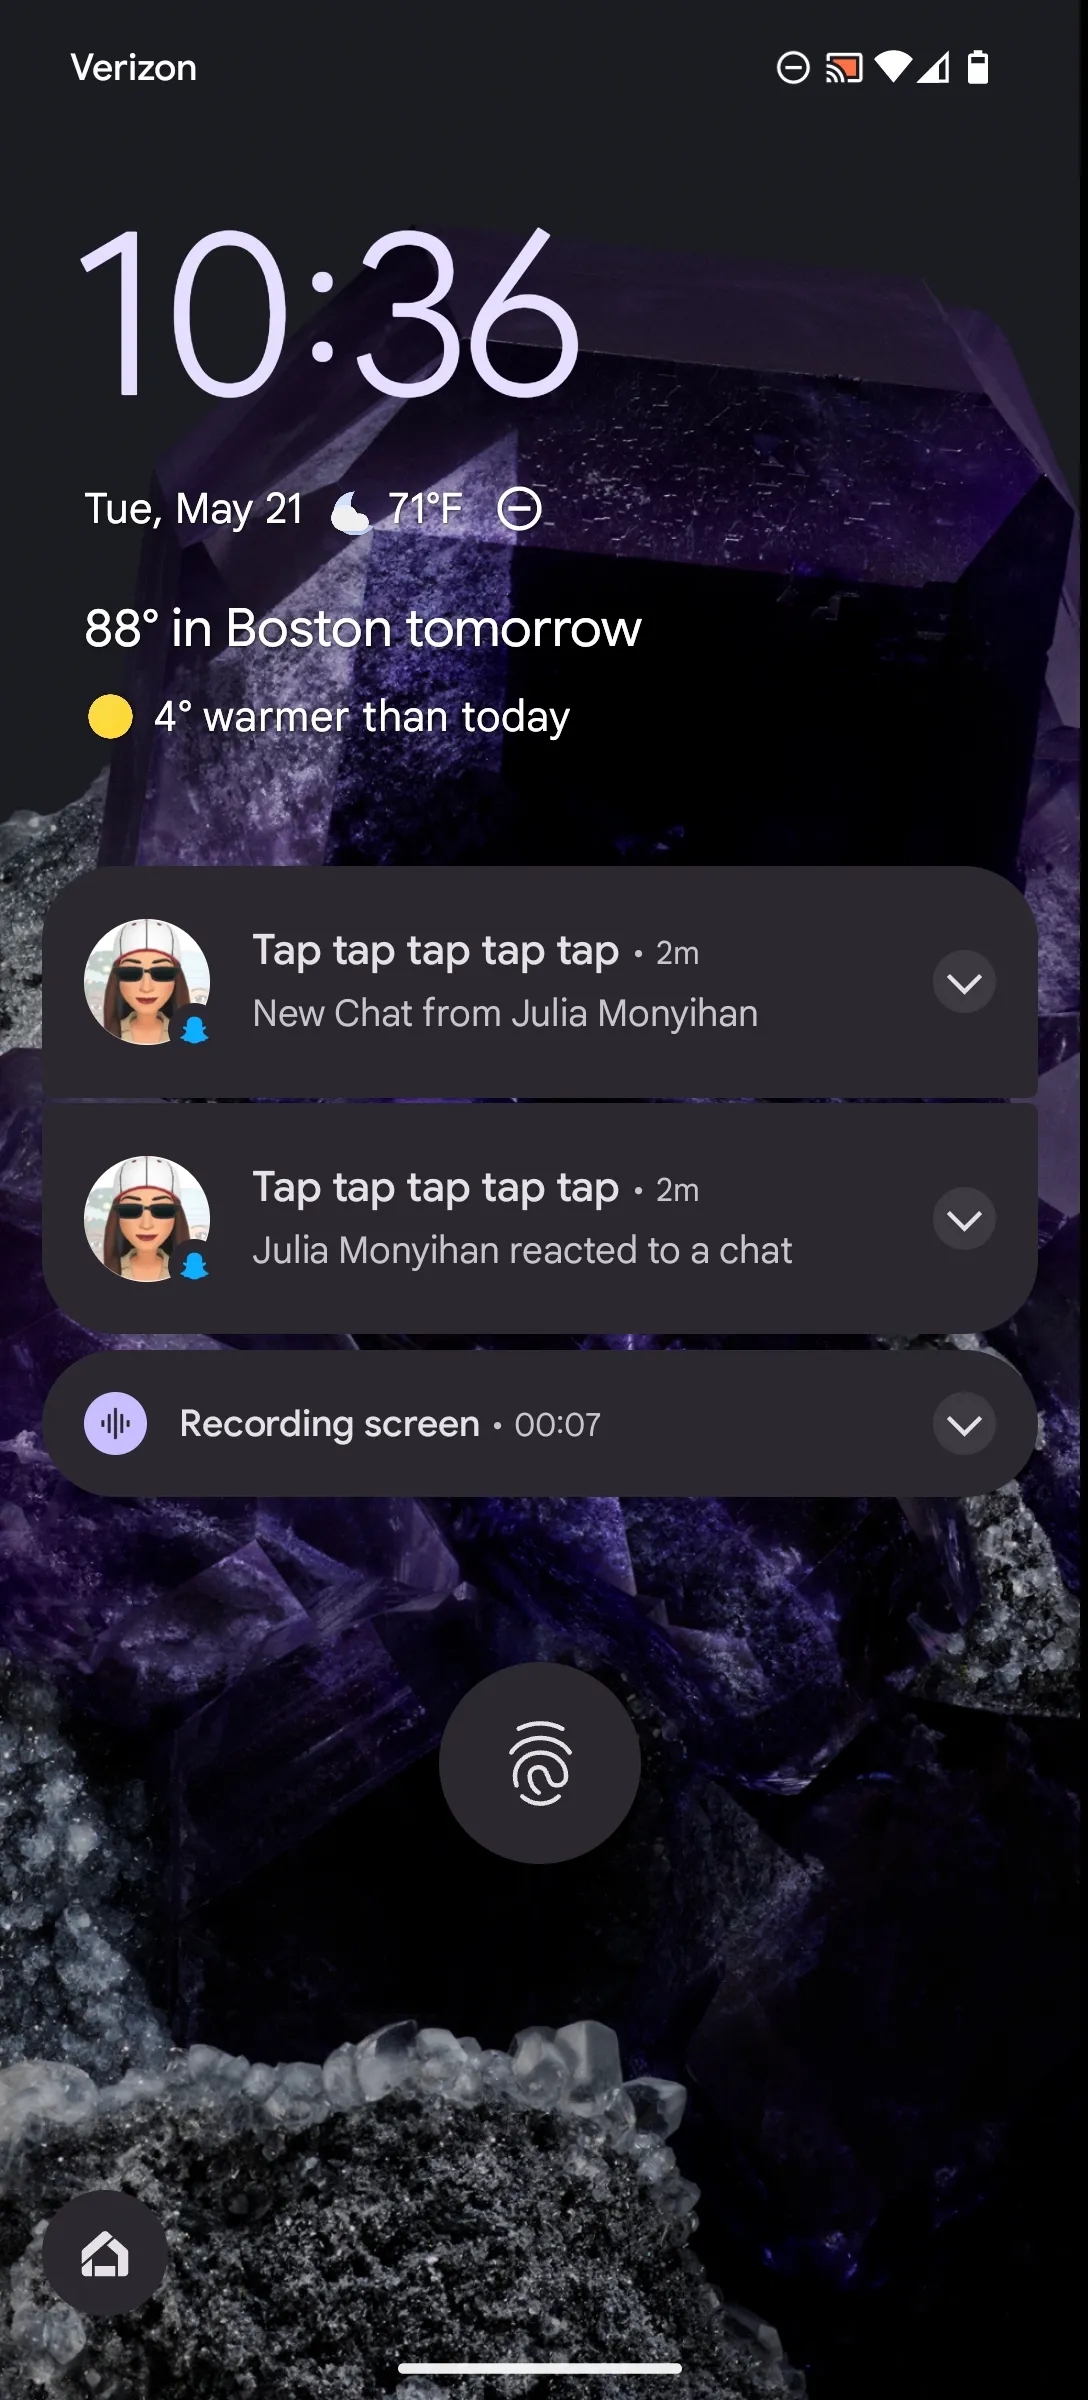 Verizon
10:36
Tue, May 21 71°F
88° in Boston tomorrow
4° warmer than today
Tap tap tap tap tap • 2m
New Chat from Julia Monyihan
Tap tap tap tap tap • 2m
Julia Monyihan reacted to a chat
Recording screen • 00:07